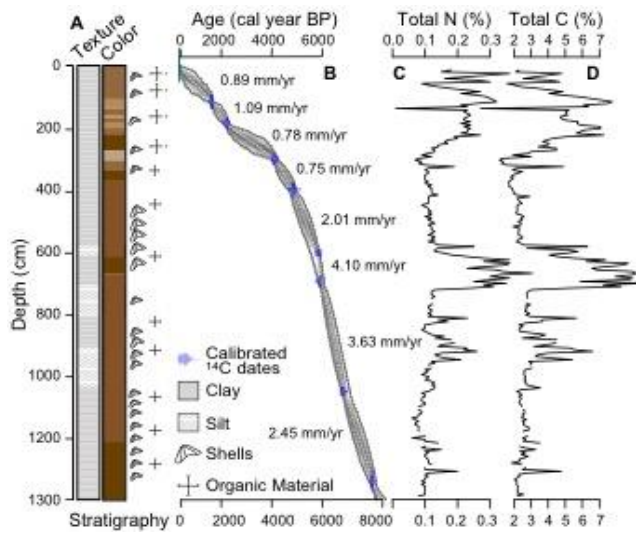 A
Texture
Color
Age (cal year BP)
0 2000 4000 6000
B
Total N (%)
0.0 0.1 0.2 0.3
C
Total C (%)
2 3 4 5 6 7
D
Depth (cm)
0
200
400
600
800
1000
1200
1300
0.89 mm/yr
1.09 mm/yr
0.78 mm/yr
0.75 mm/yr
2.01 mm/yr
4.10 mm/yr
3.63 mm/yr
2.45 mm/yr
Calibrated
14C dates
Clay
Silt
Shells
Organic Material
Stratigraphy
0 2000 4000 6000 8000
0.1 0.2 0.3
2 3 4 5 6 7